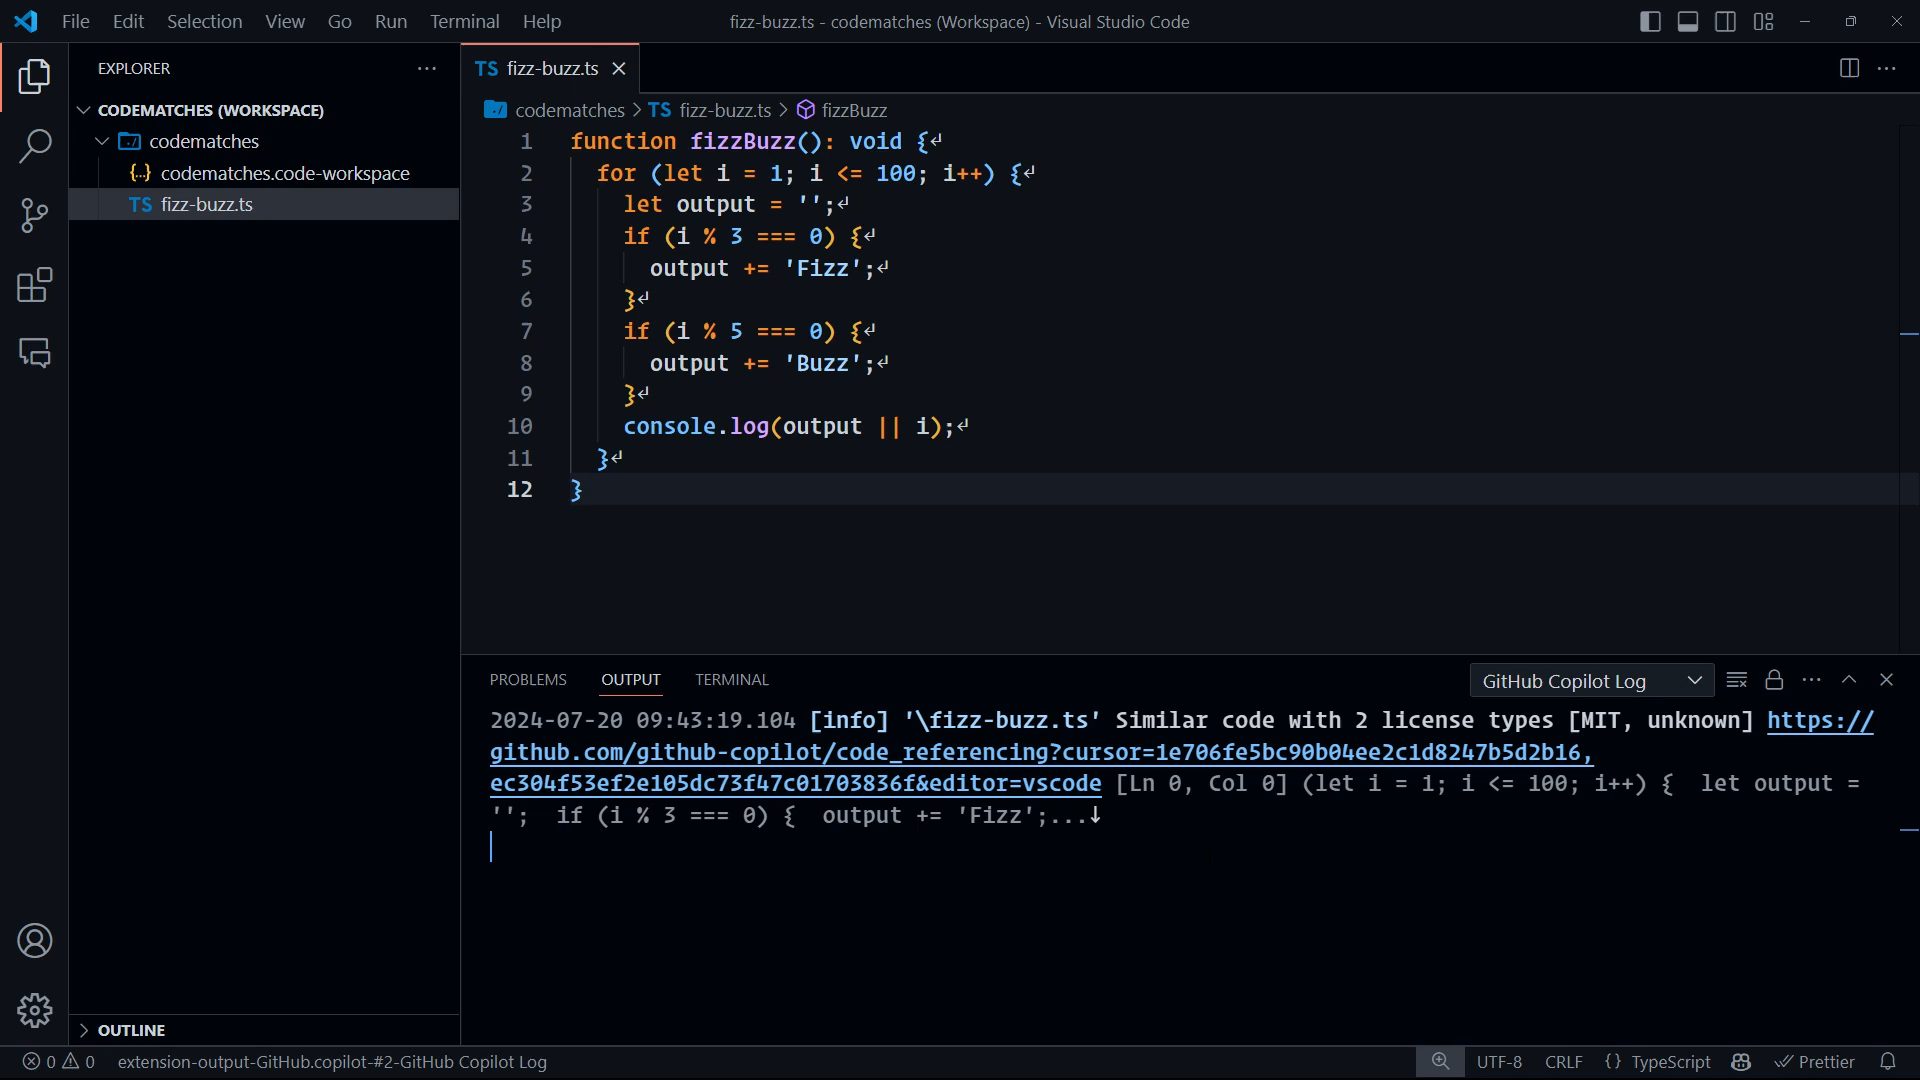 File Edit Selection View Go Run Terminal Help
fizz-buzz.ts - codematches (Workspace) - Visual Studio Code
EXPLORER
CODEMATCHES (WORKSPACE)
codematches
{..} codematches.code-workspace
TS fizz-buzz.ts
OUTLINE
TS fizz-buzz.ts
codematches > TS fizz-buzz.ts > fizzBuzz
1 function fizzBuzz(): void {↵
2 for (let i = 1; i <= 100; i++) {↵
3 let output = '';↵
4 if (i % 3 === 0) {↵
5 output += 'Fizz';↵
6 }↵
7 if (i % 5 === 0) {↵
8 output += 'Buzz';↵
9 }↵
10 console.log(output || i);↵
11 }↵
12 }
PROBLEMS OUTPUT TERMINAL
GitHub Copilot Log
2024-07-20 09:43:19.104 [info] '\fizz-buzz.ts' Similar code with 2 license types [MIT, unknown] https://
github.com/github-copilot/code_referencing?cursor=1e706fe5bc90b04ee2c1d8247b5d2b16,
ec304f53ef2e105dc73f47c01703836f&editor=vscode [Ln 0, Col 0] (let i = 1; i <= 100; i++) { let output =
''; if (i % 3 === 0) { output += 'Fizz';...↓
0 0 extension-output-GitHub.copilot-#2-GitHub Copilot Log
UTF-8 CRLF {} TypeScript Prettier